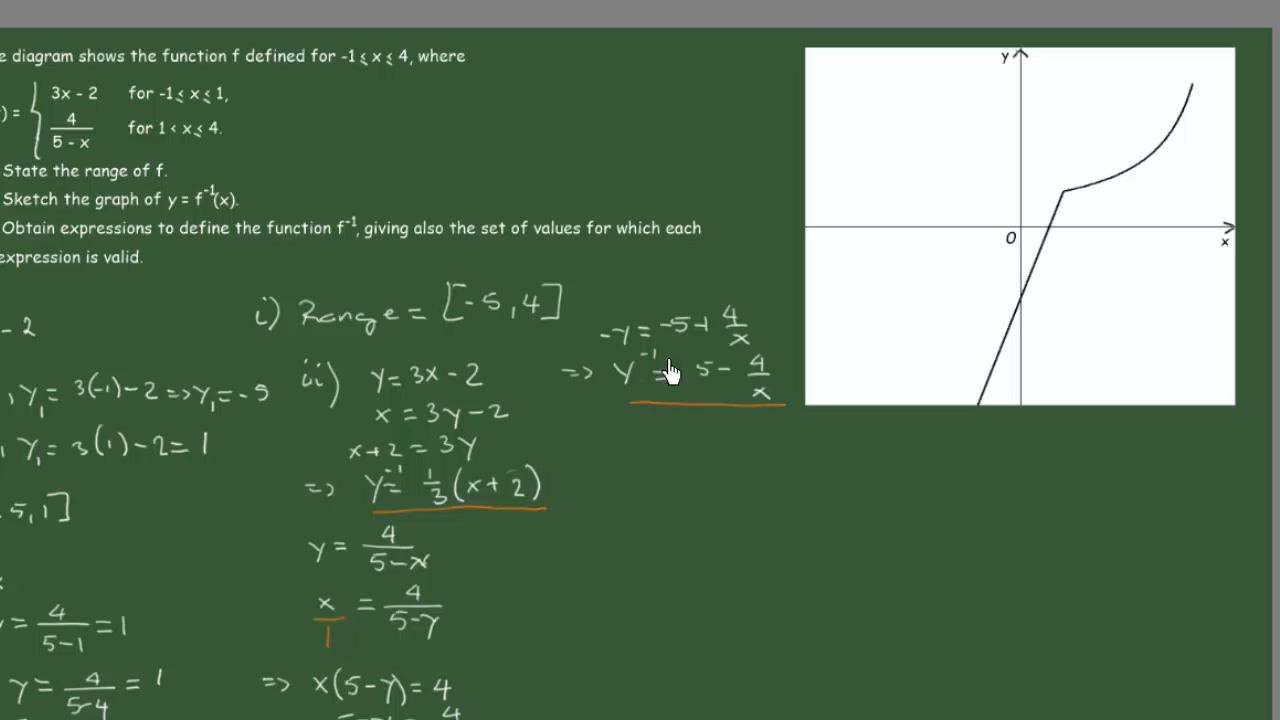 e diagram shows the function f defined for -1 ≤ x ≤ 4, where
) = { 3x - 2 for -1 ≤ x ≤ 1,
4/(5 - x) for 1 < x ≤ 4.
State the range of f.
Sketch the graph of y = f⁻¹(x).
Obtain expressions to define the function f⁻¹, giving also the set of values for which each
expression is valid.
y
O
x
i) Range = [-5, 4]
- 2
-y = -5 + 4/x
=> y⁻¹ = 5 - 4/x
ii) y = 3x - 2
, y₁ = 3(-1) - 2 => y₁ = -5
x = 3y - 2
y₁ = 3(1) - 2 = 1
x + 2 = 3y
=> y⁻¹ = 1/3 (x + 2)
5, 1]
y = 4/(5 - x)
x/1 = 4/(5 - y)
y = 4/(5 - 1) = 1
y = 4/(5 - 4) = 1
=> x(5 - y) = 4